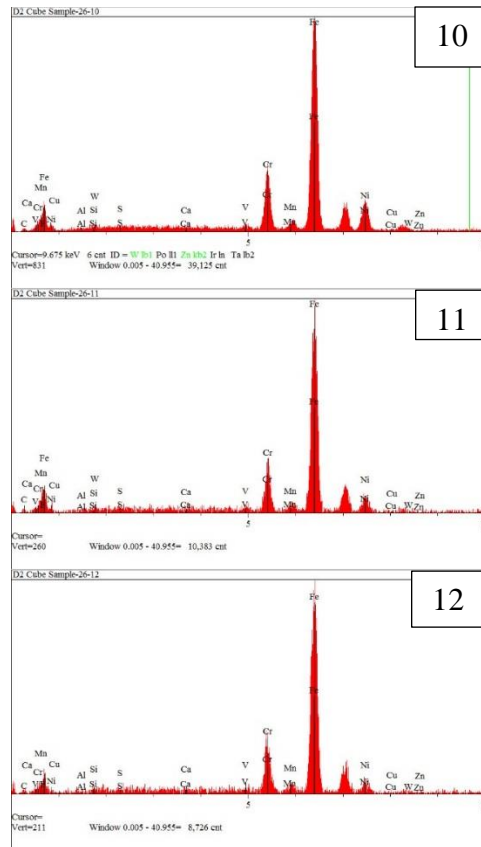 D2 Cube Sample-26-10
10
Fe
Fe
Cr
Cr
Fe
Mn
Ca
Cr
Cu
C
V
Ni
Al
Al
W
Si
Si
S
S
Ca
Ca
V
V
Mn
Mn
Ni
Ni
Cu
Cu
W
Zn
Zn
5
Cursor=9.675 keV 6 cnt ID = W lb1 Po ll1 Zn kb2 Ir ln Ta lb2
Vert=831 Window 0.005 - 40.955= 39,125 cnt
D2 Cube Sample-26-11
11
Fe
Fe
Cr
Cr
Fe
Mn
Ca
Cr
Cu
C
V
Ni
Al
Al
W
Si
Si
S
S
Ca
Ca
V
V
Mn
Mn
Ni
Ni
Cu
Cu
W
Zn
Zn
5
Cursor=
Vert=260 Window 0.005 - 40.955= 10,383 cnt
D2 Cube Sample-26-12
12
Fe
Fe
Cr
Cr
Mn
Ca
Cr
Cu
C
V
Ni
Al
Al
Si
Si
S
S
Ca
Ca
V
V
Mn
Mn
Ni
Ni
Cu
Cu
W
Zn
Zn
5
Cursor=
Vert=211 Window 0.005 - 40.955= 8,726 cnt